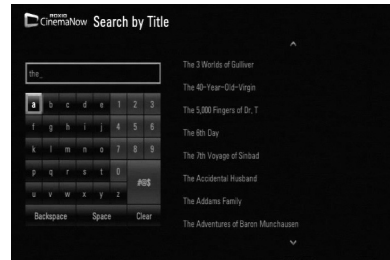 ROXIO
CinemaNow Search by Title
the_
a b c d e 1 2 3
f g h i j 4 5 6
k l m n o 7 8 9
p q r s t 0 #@$
u v w x y z
Backspace Space Clear
The 3 Worlds of Gulliver
The 40-Year-Old-Virgin
The 5,000 Fingers of Dr. T
The 6th Day
The 7th Voyage of Sinbad
The Accidental Husband
The Addams Family
The Adventures of Baron Munchausen